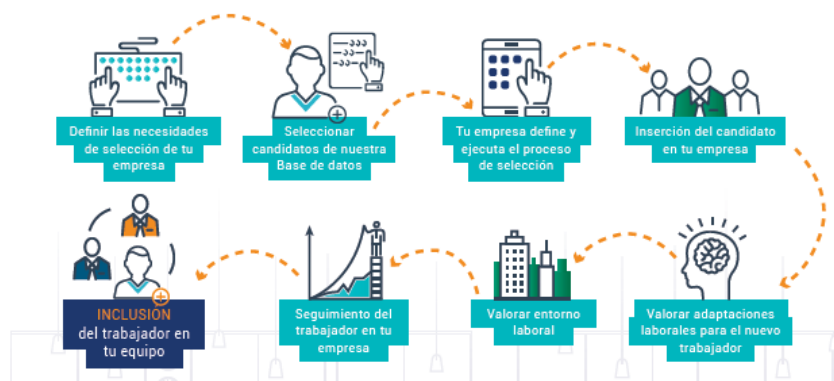 Definir las necesidades
de selección de tu
empresa
Seleccionar
candidatos de nuestra
Base de datos
Tu empresa define y
ejecuta el proceso
de selección
Inserción del candidato
en tu empresa
Valorar adaptaciones
laborales para el nuevo
trabajador
Valorar entorno
laboral
Seguimiento del
trabajador en tu
empresa
INCLUSIÓN
del trabajador en
tu equipo